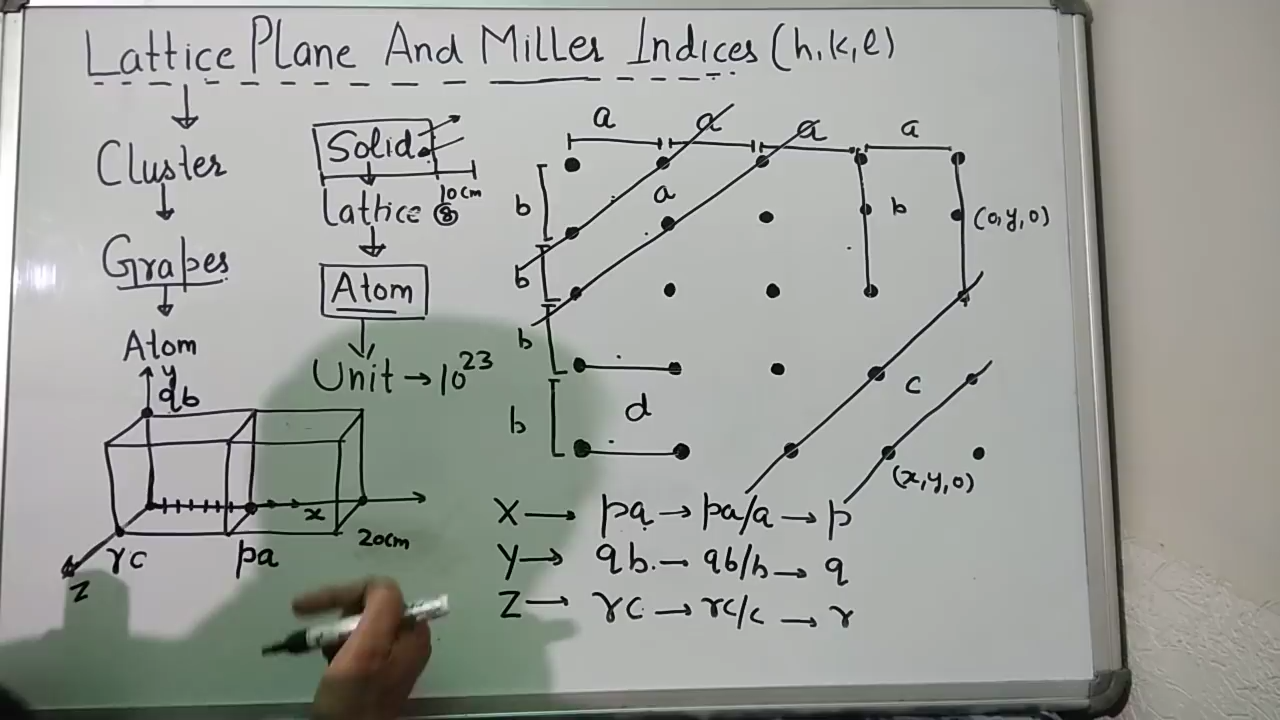 Lattice Plane And Miller Indices (h,k,l)
Cluster
Grapes
Atom
Solid
10cm
Lattice 8
Atom
Unit → 10^23
y
qb
x
20cm
rc
pa
z
a a a a
b
a
b
(0,y,0)
b
b
c
b
d
(x,y,0)
X → pa → pa/a → p
Y → qb. → qb/b → q
Z → rc → rc/c → r